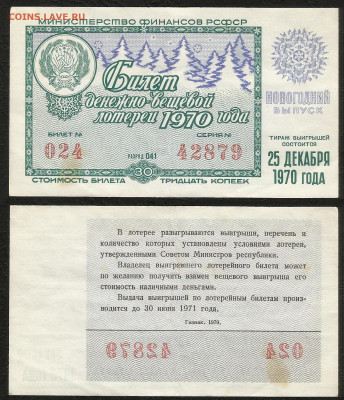 COINS.LAVE.RU
МИНИСТЕРСТВО ФИНАНСОВ РСФСР
Билет
денежно-вещевой
лотереи 1970 года
НОВОГОДНИЙ
ВЫПУСК
БИЛЕТ №
СЕРИЯ №
024
42879
РАЗРЯД 041
ТИРАЖ ВЫИГРЫШЕЙ
СОСТОИТСЯ
25 ДЕКАБРЯ
1970 ГОДА
СТОИМОСТЬ БИЛЕТА 30 ТРИДЦАТЬ КОПЕЕК
В лотерее разыгрываются выигрыши, перечень и
количество которых установлены условиями лотереи,
утвержденными Советом Министров республики.
Владелец выигравшего лотерейного билета может
по желанию получить взамен вещевого выигрыша его
стоимость наличными деньгами.
Выдача выигрышей по лотерейным билетам произ-
водится до 30 июня 1971 года.
Гознак. 1970.
42879
024